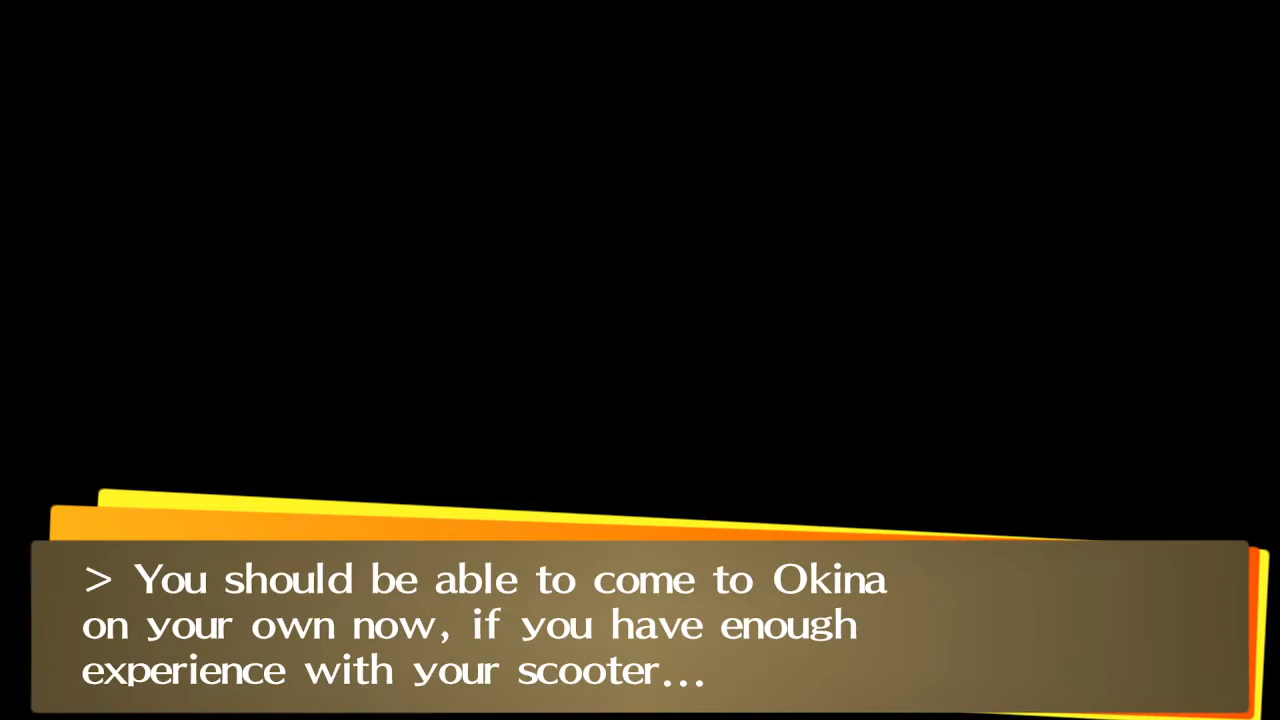 > You should be able to come to Okina
on your own now, if you have enough
experience with your scooter...